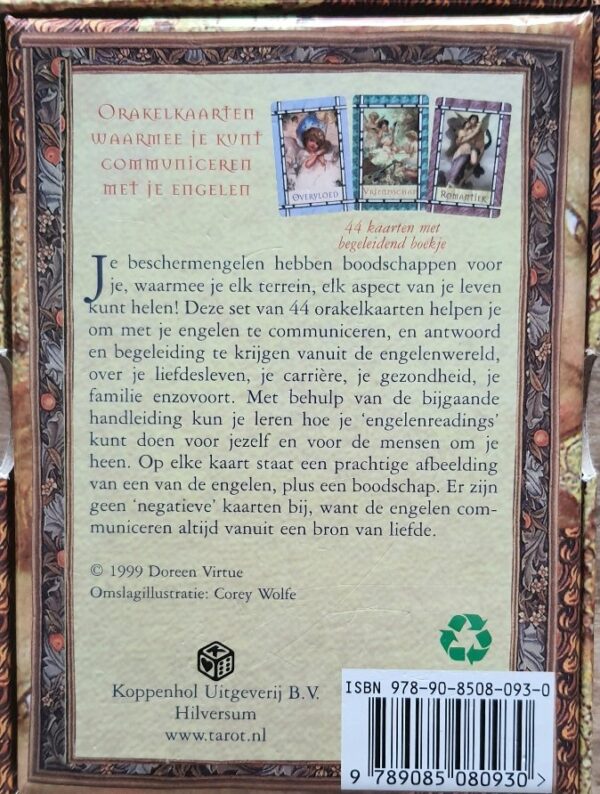 Orakelkaarten
waarmee je kunt
communiceren
met je engelen
Overvloed
Vriendschap
Romantiek
44 kaarten met
begeleidend boekje
Je beschermengelen hebben boodschappen voor
je, waarmee je elk terrein, elk aspect van je leven
kunt helen! Deze set van 44 orakelkaarten helpen je
om met je engelen te communiceren, en antwoord
en begeleiding te krijgen vanuit de engelenwereld,
over je liefdesleven, je carrière, je gezondheid, je
familie enzovoort. Met behulp van de bijgaande
handleiding kun je leren hoe je ‘engelenreadings’
kunt doen voor jezelf en voor de mensen om je
heen. Op elke kaart staat een prachtige afbeelding
van een van de engelen, plus een boodschap. Er zijn
geen ‘negatieve’ kaarten bij, want de engelen com-
municeren altijd vanuit een bron van liefde.
© 1999 Doreen Virtue
Omslagillustratie: Corey Wolfe
Koppenhol Uitgeverij B.V.
Hilversum
www.tarot.nl
ISBN 978-90-8508-093-0
9 789085 080930 >